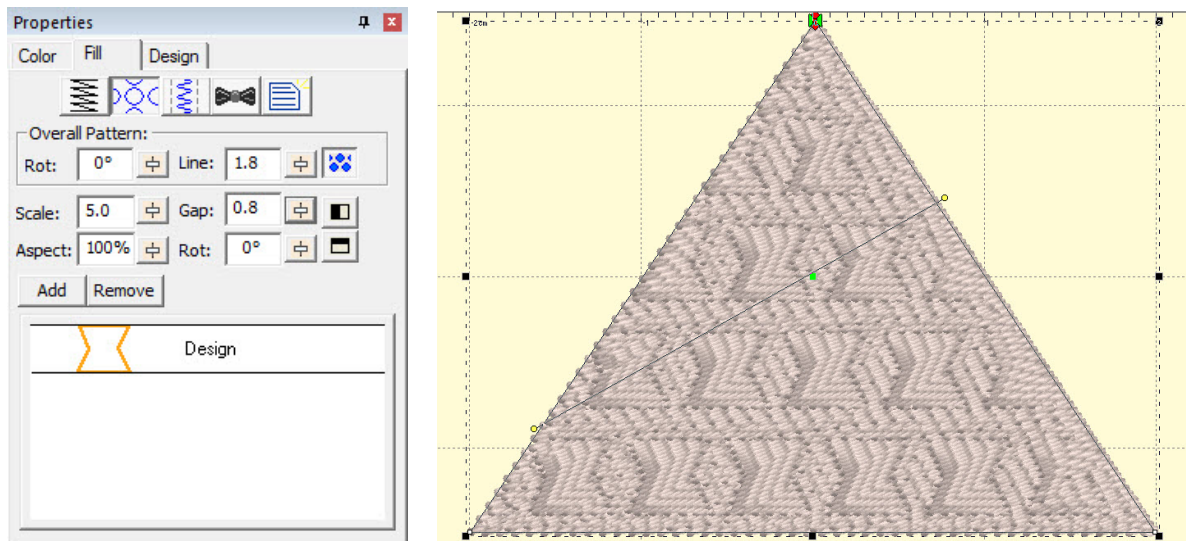 Properties
Color Fill Design
Overall Pattern:
Rot: 0° Line: 1.8
Scale: 5.0 Gap: 0.8
Aspect: 100% Rot: 0°
Add Remove
Design